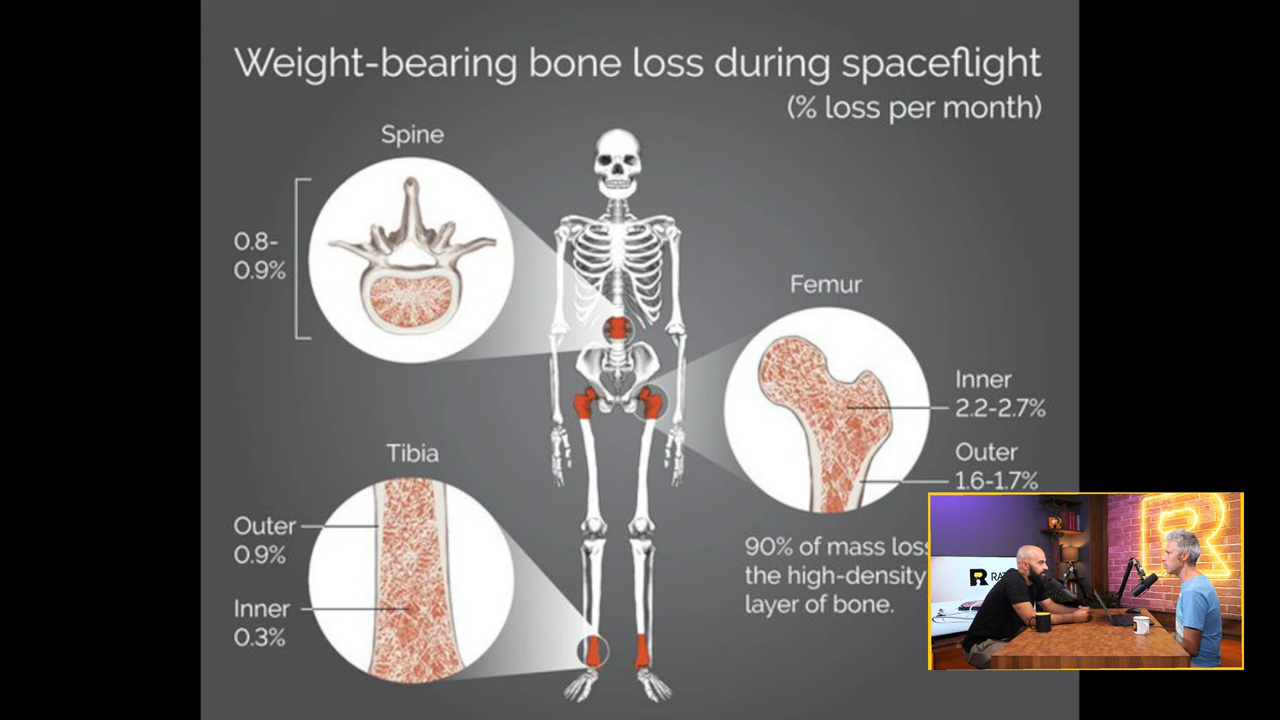 Weight-bearing bone loss during spaceflight
(% loss per month)
Spine
0.8-
0.9%
Femur
Inner
2.2-2.7%
Outer
1.6-1.7%
Tibia
Outer
0.9%
Inner
0.3%
90% of mass loss
the high-density
layer of bone.
R